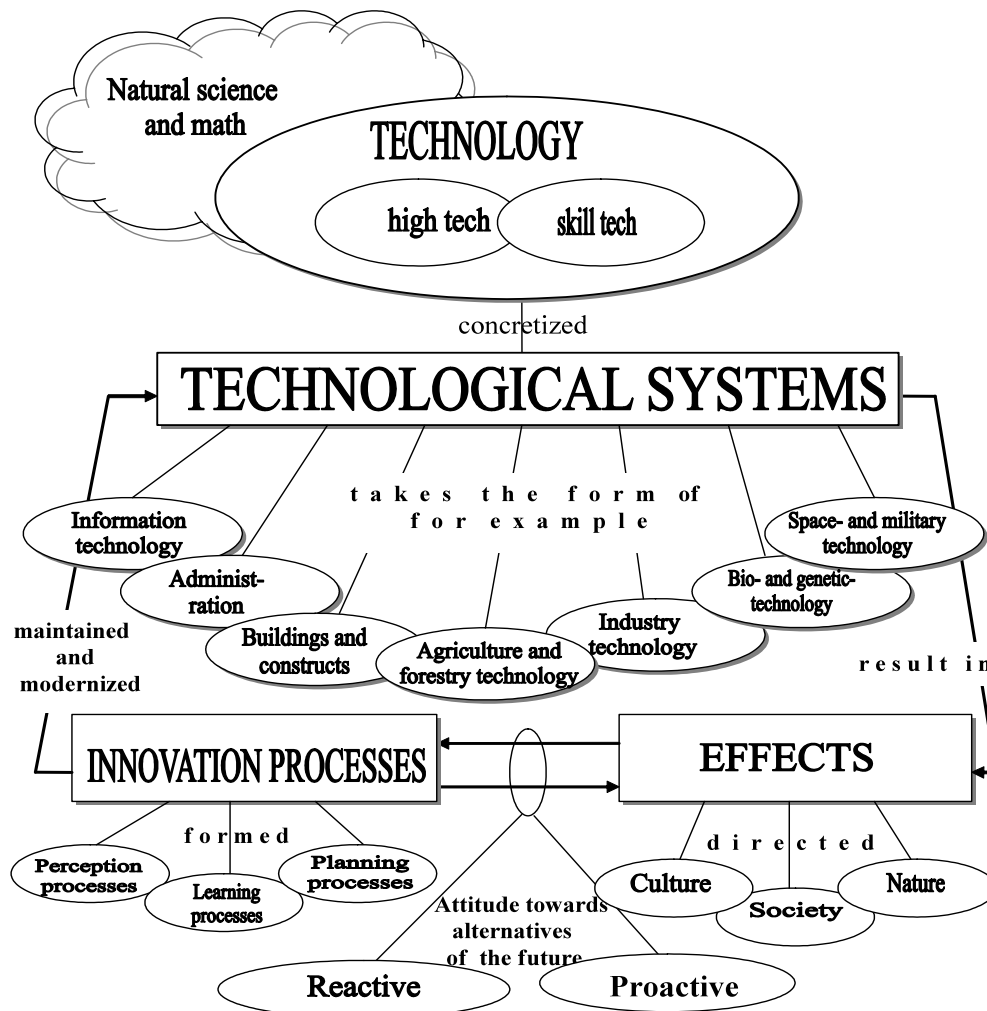 Natural science
and math
TECHNOLOGY
high tech
skill tech
concretized
TECHNOLOGICAL SYSTEMS
takes the form of
for example
Information
technology
Administ-
ration
Buildings and
constructs
Agriculture and
forestry technology
Industry
technology
Bio- and genetic-
technology
Space- and military
technology
maintained
and
modernized
result in
INNOVATION PROCESSES
EFFECTS
formed
Perception
processes
Learning
processes
Planning
processes
directed
Culture
Society
Nature
Attitude towards
alternatives
of the future
Reactive
Proactive